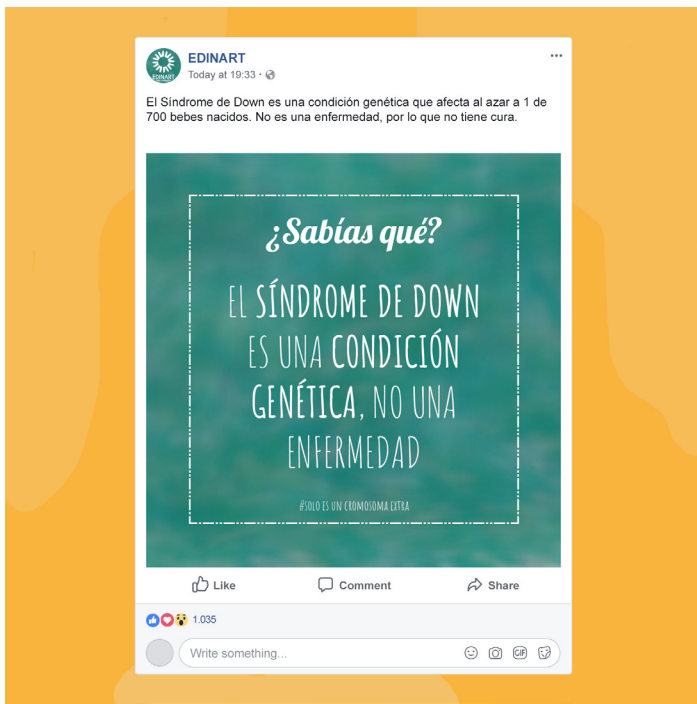 EDINART
EDINART
Today at 19:33 ·
El Síndrome de Down es una condición genética que afecta al azar a 1 de
700 bebes nacidos. No es una enfermedad, por lo que no tiene cura.
¿Sabías qué?
EL SÍNDROME DE DOWN
ES UNA CONDICIÓN
GENÉTICA, NO UNA
ENFERMEDAD
#SOLO ES UN CROMOSOMA EXTRA
Like
Comment
Share
1.035
Write something...
GIF